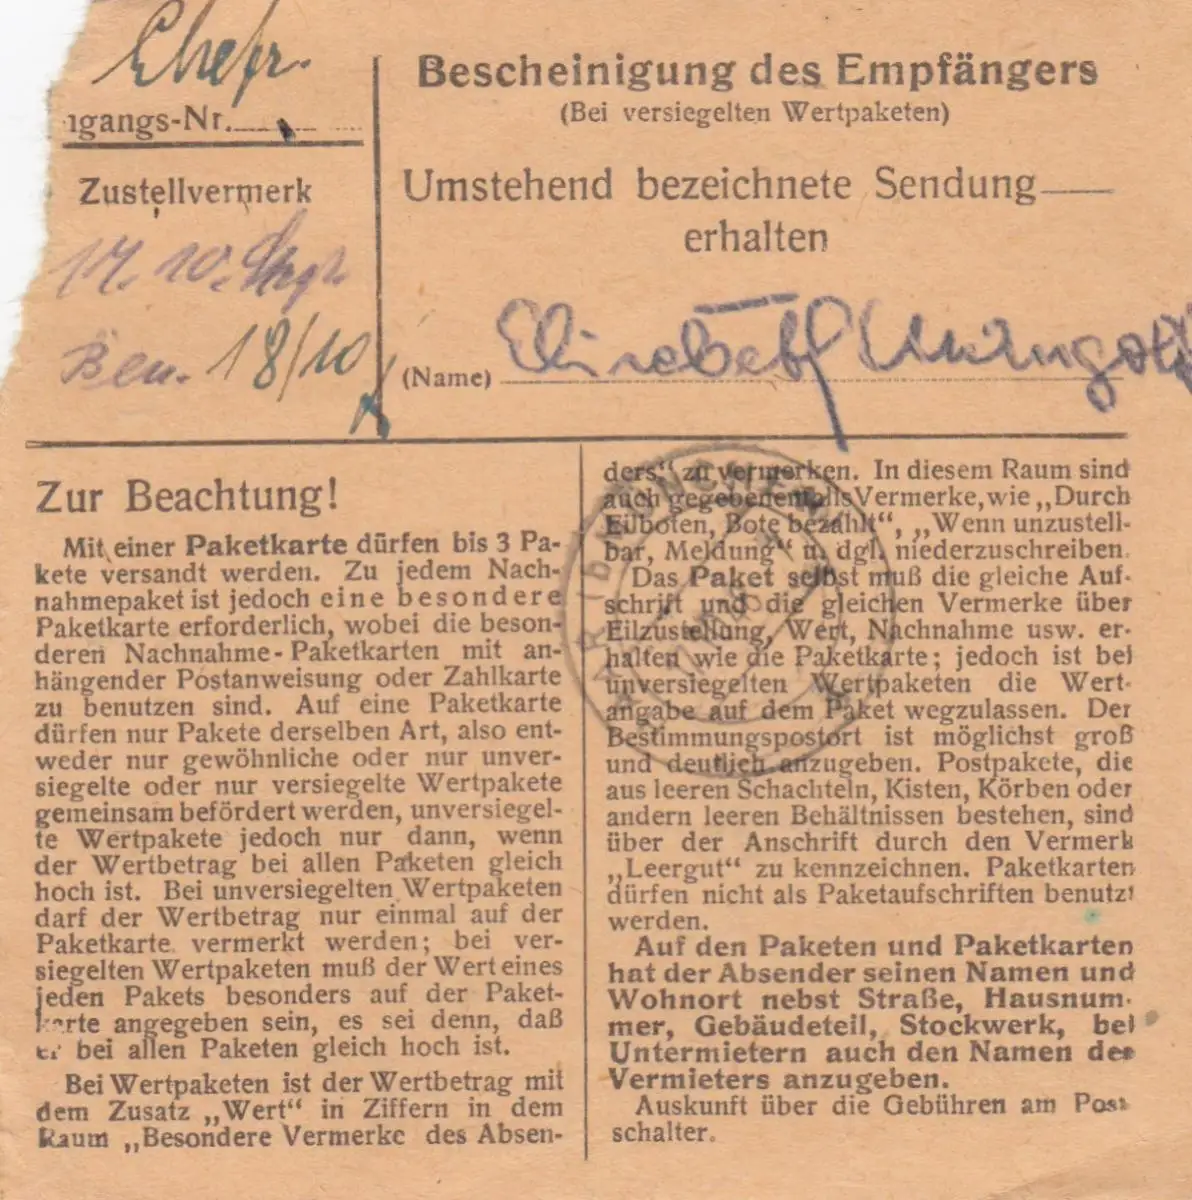 Ehefr.
ngangs-Nr.
Zustellvermerk
17. 10.
Ben. 18/10
Bescheinigung des Empfängers
(Bei versiegelten Wertpaketen)
Umstehend bezeichnete Sendung
erhalten
(Name) Elisabeth Mangold
Zur Beachtung!
Mit einer Paketkarte dürfen bis 3 Pa-
kete versandt werden. Zu jedem Nach-
nahmepaket ist jedoch eine besondere
Paketkarte erforderlich, wobei die beson-
deren Nachnahme-Paketkarten mit an-
hängender Postanweisung oder Zahlkarte
zu benutzen sind. Auf eine Paketkarte
dürfen nur Pakete derselben Art, also ent-
weder nur gewöhnliche oder nur unver-
siegelte oder nur versiegelte Wertpakete
gemeinsam befördert werden, unversiegel-
te Wertpakete jedoch nur dann, wenn
der Wertbetrag bei allen Paketen gleich
hoch ist. Bei unversiegelten Wertpaketen
darf der Wertbetrag nur einmal auf der
Paketkarte vermerkt werden; bei ver-
siegelten Wertpaketen muß der Wert eines
jeden Pakets besonders auf der Paket-
karte angegeben sein, es sei denn, daß
er bei allen Paketen gleich hoch ist.
Bei Wertpaketen ist der Wertbetrag mit
dem Zusatz „Wert“ in Ziffern in dem
Raum „Besondere Vermerke des Absen-
ders“ zu vermerken. In diesem Raum sind
auch gegebenenfalls Vermerke, wie „Durch
Eilboten, Bote bezahlt“, „Wenn unzustell-
bar, Meldung“ u. dgl. niederzuschreiben.
Das Paket selbst muß die gleiche Auf-
schrift und die gleichen Vermerke über
Eilzustellung, Wert, Nachnahme usw. er-
halten wie die Paketkarte; jedoch ist bei
unversiegelten Wertpaketen die Wert-
angabe auf dem Paket wegzulassen. Der
Bestimmungspostort ist möglichst groß
und deutlich anzugeben. Postpakete, die
aus leeren Schachteln, Kisten, Körben oder
andern leeren Behältnissen bestehen, sind
über der Anschrift durch den Vermerk
„Leergut“ zu kennzeichnen. Paketkarten
dürfen nicht als Paketaufschriften benutzt
werden.
Auf den Paketen und Paketkarten
hat der Absender seinen Namen und
Wohnort nebst Straße, Hausnum-
mer, Gebäudeteil, Stockwerk, bei
Untermietern auch den Namen des
Vermieters anzugeben.
Auskunft über die Gebühren am Post
schalter.